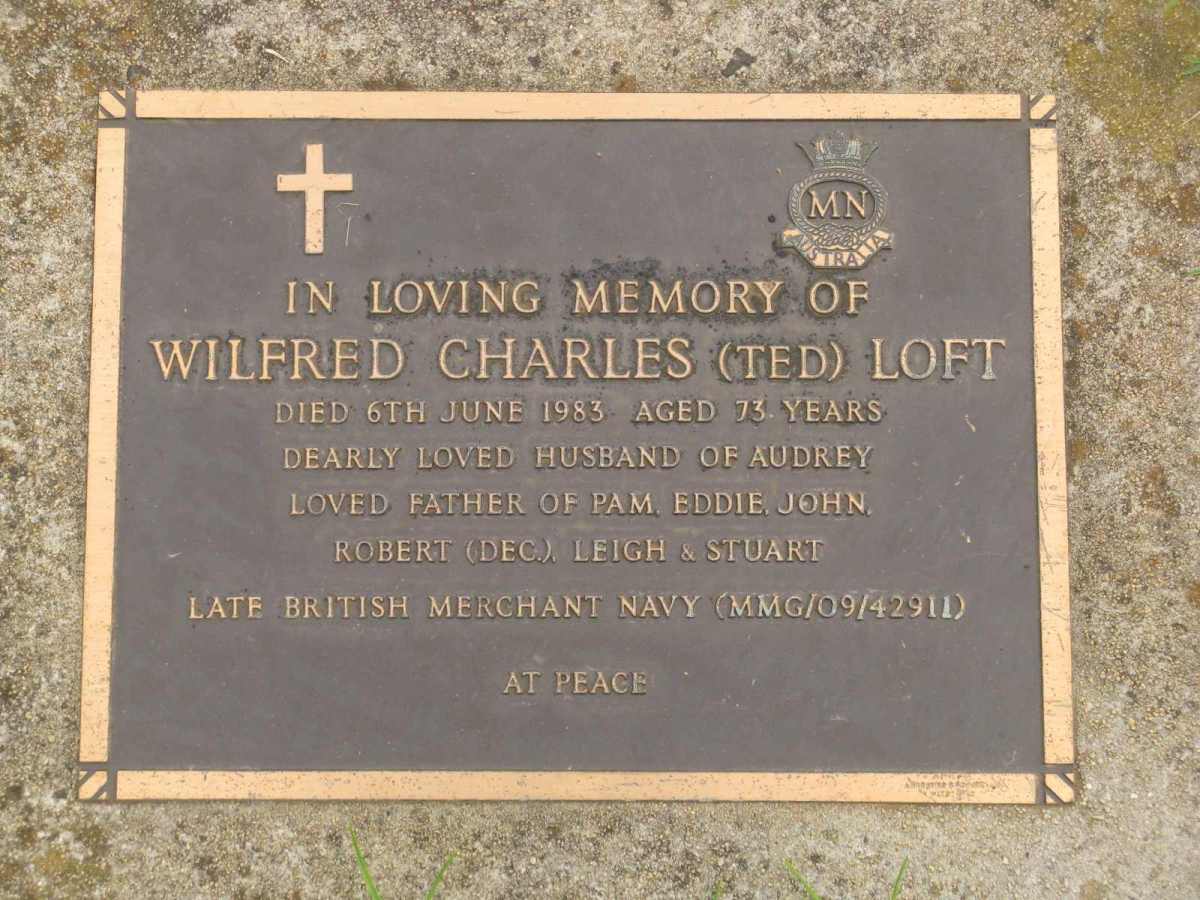 MN
AUSTRALIA
IN LOVING MEMORY OF
WILFRED CHARLES (TED) LOFT
DIED 6TH JUNE 1983 AGED 73 YEARS
DEARLY LOVED HUSBAND OF AUDREY
LOVED FATHER OF PAM, EDDIE, JOHN,
ROBERT (DEC.), LEIGH & STUART
LATE BRITISH MERCHANT NAVY (MMG/09/42911)
AT PEACE